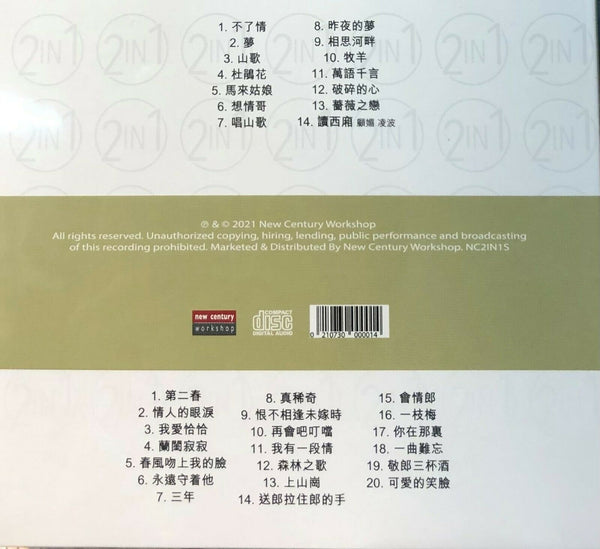 1. 不了情
2. 夢
3. 山歌
4. 杜鵑花
5. 馬來姑娘
6. 想情哥
7. 唱山歌
8. 昨夜的夢
9. 相思河畔
10. 牧羊
11. 萬語千言
12. 破碎的心
13. 薔薇之戀
14. 讀西廂 顧媚 凌波
2IN1
℗ & © 2021 New Century Workshop
All rights reserved. Unauthorized copying, hiring, lending, public performance and broadcasting
of this recording prohibited. Marketed & Distributed By New Century Workshop. NC2IN1S
new century
workshop
COMPACT
disc
DIGITAL AUDIO
0 210730 000014
1. 第二春
2. 情人的眼淚
3. 我愛恰恰
4. 蘭閨寂寂
5. 春風吻上我的臉
6. 永遠守着他
7. 三年
8. 真稀奇
9. 恨不相逢未嫁時
10. 再會吧叮噹
11. 我有一段情
12. 森林之歌
13. 上山崗
14. 送郎拉住郎的手
15. 會情郎
16. 一枝梅
17. 你在那裏
18. 一曲難忘
19. 敬郎三杯酒
20. 可愛的笑臉